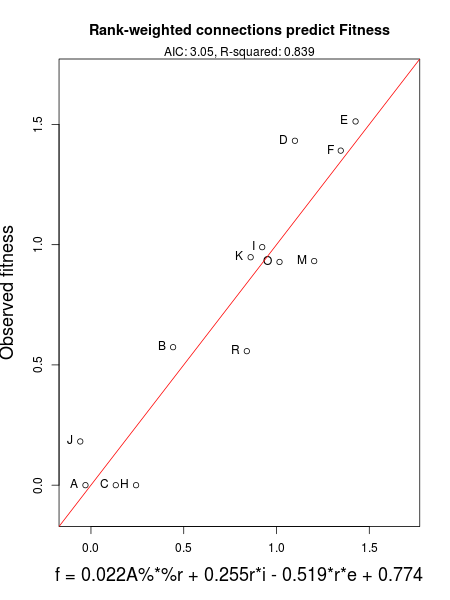 Rank-weighted connections predict Fitness
AIC: 3.05, R-squared: 0.839
Observed fitness
1.5
1.0
0.5
0.0
E
D
F
I
K
O
M
B
R
J
A
C
H
0.0 0.5 1.0 1.5
f = 0.022A%*%r + 0.255r*i - 0.519*r*e + 0.774